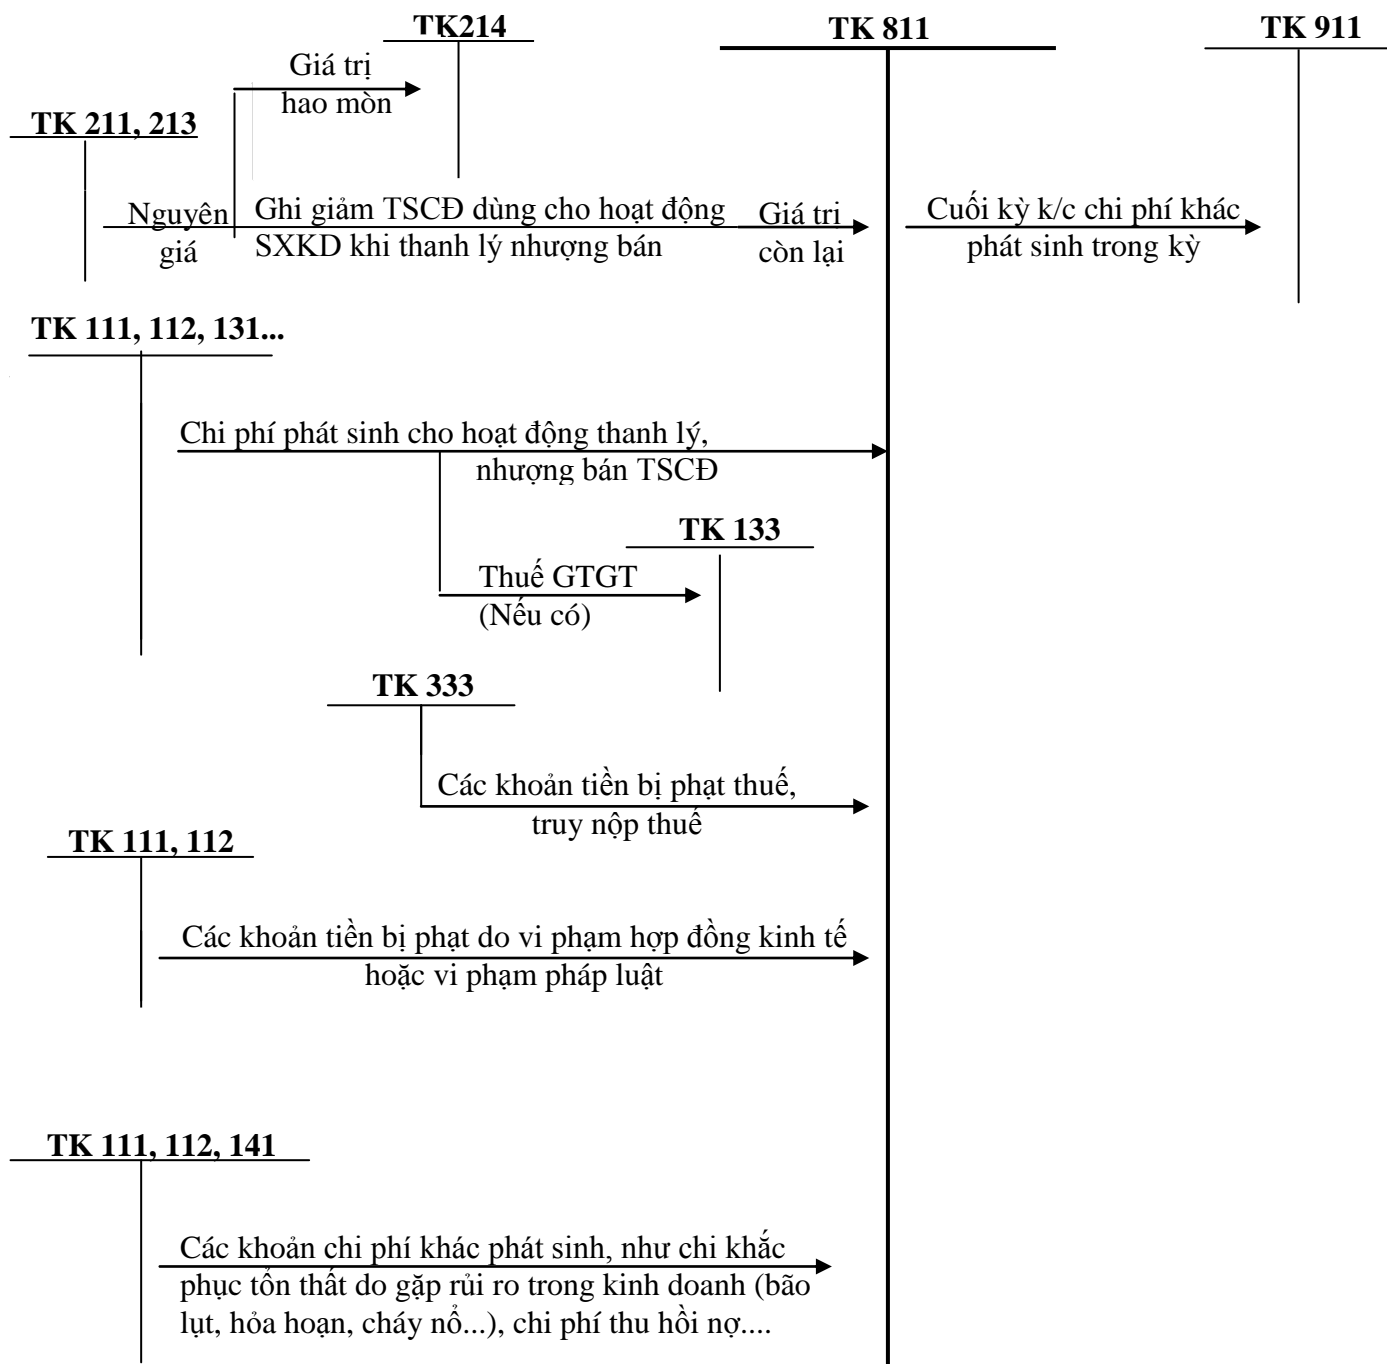 TK214
TK 811
TK 911
Giá trị
hao mòn
TK 211, 213
Nguyên
giá
Ghi giảm TSCĐ dùng cho hoạt động
SXKD khi thanh lý nhượng bán
Giá trị
còn lại
Cuối kỳ k/c chi phí khác
phát sinh trong kỳ
TK 111, 112, 131...
Chi phí phát sinh cho hoạt động thanh lý,
nhượng bán TSCĐ
TK 133
Thuế GTGT
(Nếu có)
TK 333
Các khoản tiền bị phạt thuế,
truy nộp thuế
TK 111, 112
Các khoản tiền bị phạt do vi phạm hợp đồng kinh tế
hoặc vi phạm pháp luật
TK 111, 112, 141
Các khoản chi phí khác phát sinh, như chi khắc
phục tổn thất do gặp rủi ro trong kinh doanh (bão
lụt, hỏa hoạn, cháy nổ...), chi phí thu hồi nợ....